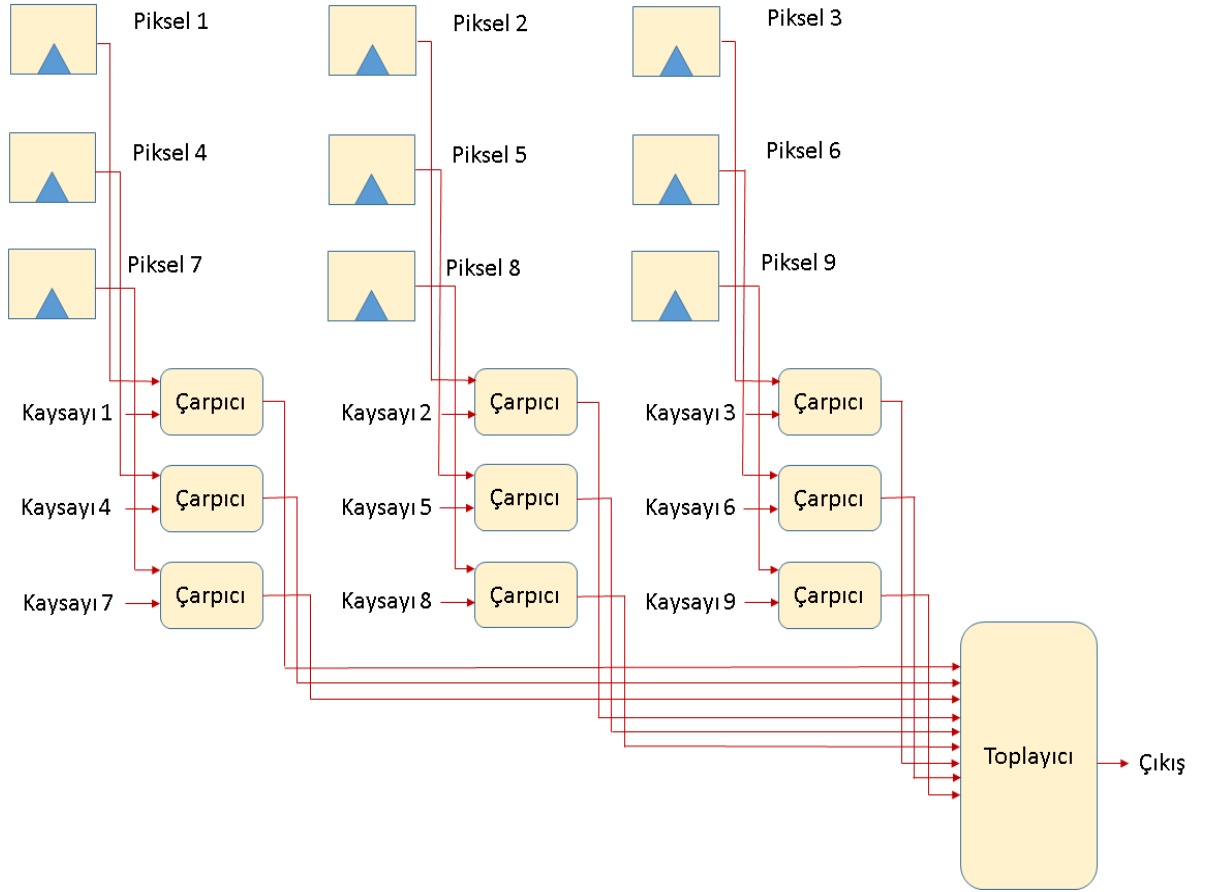 Piksel 1
Piksel 2
Piksel 3
Piksel 4
Piksel 5
Piksel 6
Piksel 7
Piksel 8
Piksel 9
Kaysayı 1
Çarpıcı
Kaysayı 2
Çarpıcı
Kaysayı 3
Çarpıcı
Kaysayı 4
Çarpıcı
Kaysayı 5
Çarpıcı
Kaysayı 6
Çarpıcı
Kaysayı 7
Çarpıcı
Kaysayı 8
Çarpıcı
Kaysayı 9
Çarpıcı
Toplayıcı
Çıkış